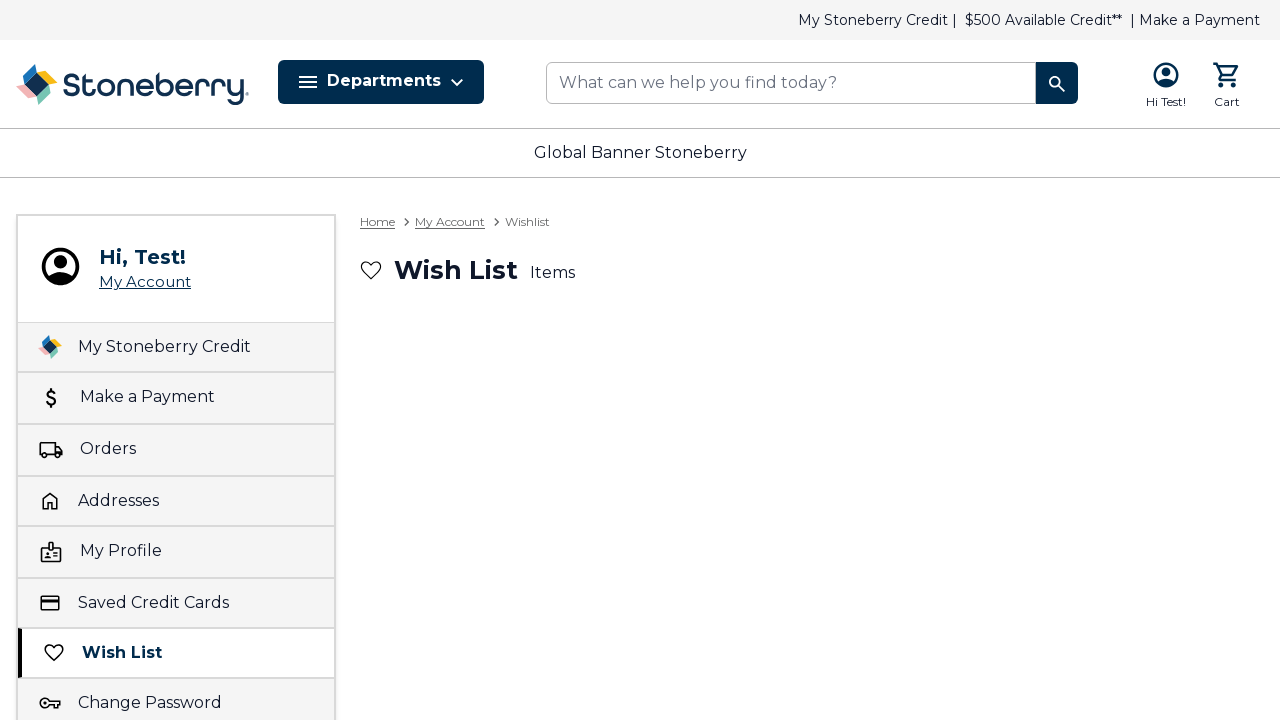 My Stoneberry Credit | $500 Available Credit** | Make a Payment
Stoneberry
Departments
What can we help you find today?
Hi Test!
Cart
Global Banner Stoneberry
Home > My Account > Wishlist
Hi, Test!
My Account
Wish List Items
My Stoneberry Credit
Make a Payment
Orders
Addresses
My Profile
Saved Credit Cards
Wish List
Change Password